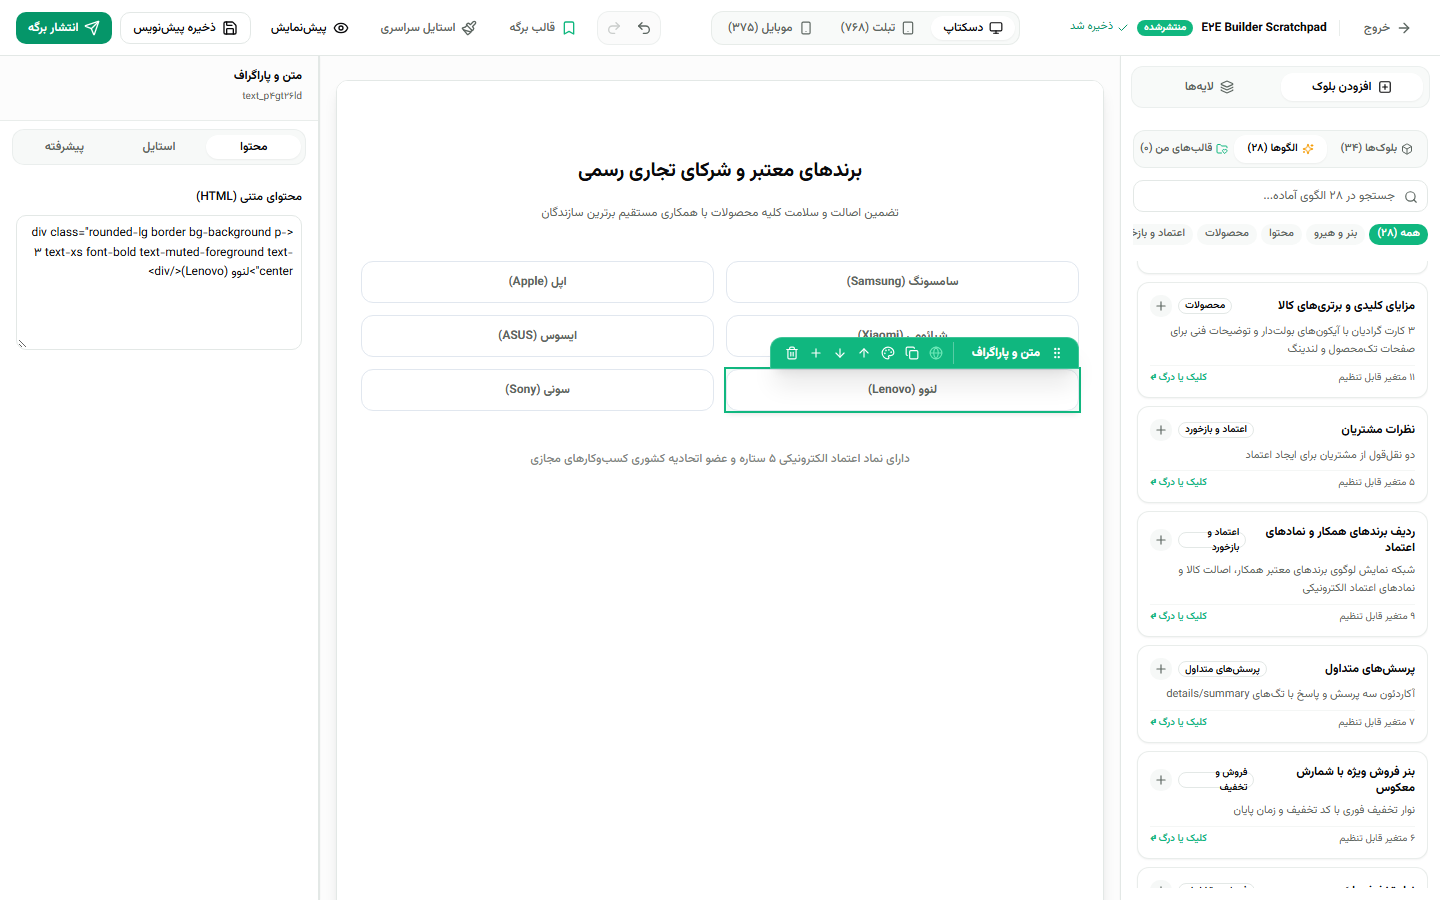 خروج
E۲E Builder Scratchpad
منتشرشده
ذخیره شد
دسکتاپ
تبلت (۷۶۸)
موبایل (۳۷۵)
قالب برگه
استایل سراسری
پیش‌نمایش
ذخیره پیش‌نویس
انتشار برگه
افزودن بلوک
لایه‌ها
بلوک‌ها (۳۴)
الگوها (۲۸)
قالب‌های من (۰)
جستجو در ۲۸ الگوی آماده...
همه (۲۸)
بنر و هیرو
محتوا
محصولات
اعتماد و بازخ
مزایای کلیدی و برتری‌های کالا
محصولات
۳ کارت گرادیان با آیکون‌های بولت‌دار و توضیحات فنی برای
صفحات تک‌محصول و لندینگ
۱۱ متغیر قابل تنظیم
کلیک یا درگ
نظرات مشتریان
اعتماد و بازخورد
دو نقل‌قول از مشتریان برای ایجاد اعتماد
۵ متغیر قابل تنظیم
کلیک یا درگ
ردیف برندهای همکار و نمادهای
اعتماد
اعتماد و
بازخورد
شبکه نمایش لوگوی برندهای معتبر همکار، اصالت کالا و
نمادهای اعتماد الکترونیکی
۹ متغیر قابل تنظیم
کلیک یا درگ
پرسش‌های متداول
پرسش‌های متداول
آکاردئون سه پرسش و پاسخ با تگ‌های details/summary
۷ متغیر قابل تنظیم
کلیک یا درگ
بنر فروش ویژه با شمارش
معکوس
فروش و
تخفیف
نوار تخفیف فوری با کد تخفیف و زمان پایان
۶ متغیر قابل تنظیم
کلیک یا درگ
برندهای معتبر و شرکای تجاری رسمی
تضمین اصالت و سلامت کلیه محصولات با همکاری مستقیم برترین سازندگان
سامسونگ (Samsung)
اپل (Apple)
شیائومی (Xiaomi)
ایسوس (ASUS)
متن و پاراگراف
لنوو (Lenovo)
سونی (Sony)
دارای نماد اعتماد الکترونیکی ۵ ستاره و عضو اتحادیه کشوری کسب‌وکارهای مجازی
متن و پاراگراف
text_p۴gt۲۶ld
محتوا
استایل
پیشرفته
محتوای متنی (HTML)
<div class="rounded-lg border bg-background p-
۳ text-xs font-bold text-muted-foreground text-
center">لنوو (Lenovo)</div>